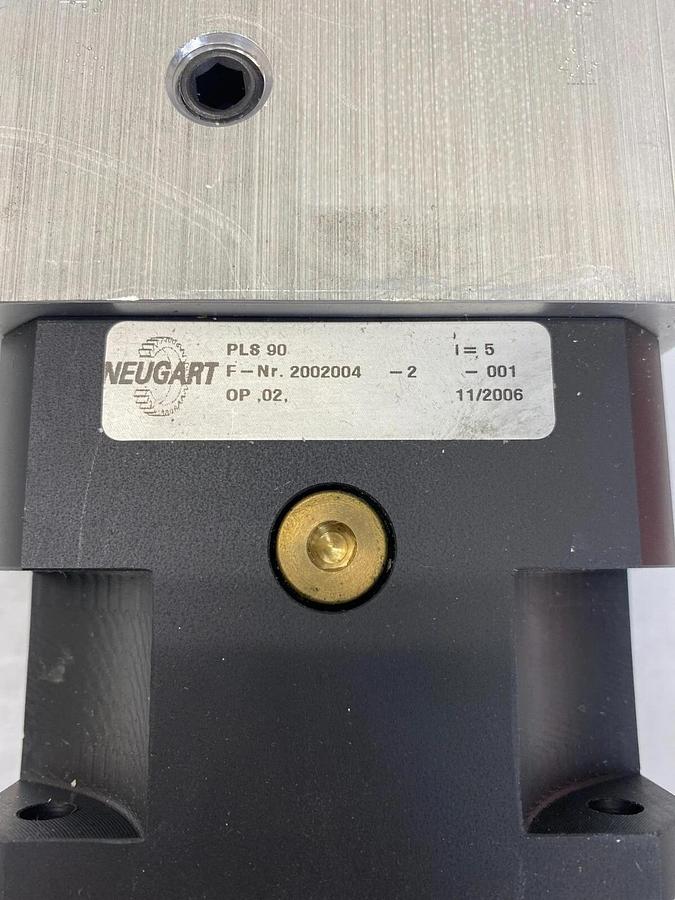 NEUGART
PLS 90 I= 5
F-Nr. 2002004 -2 - 001
OP ,02, 11/2006